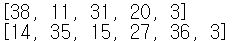 [38, 11, 31, 20, 3]
[14, 35, 15, 27, 36, 3]